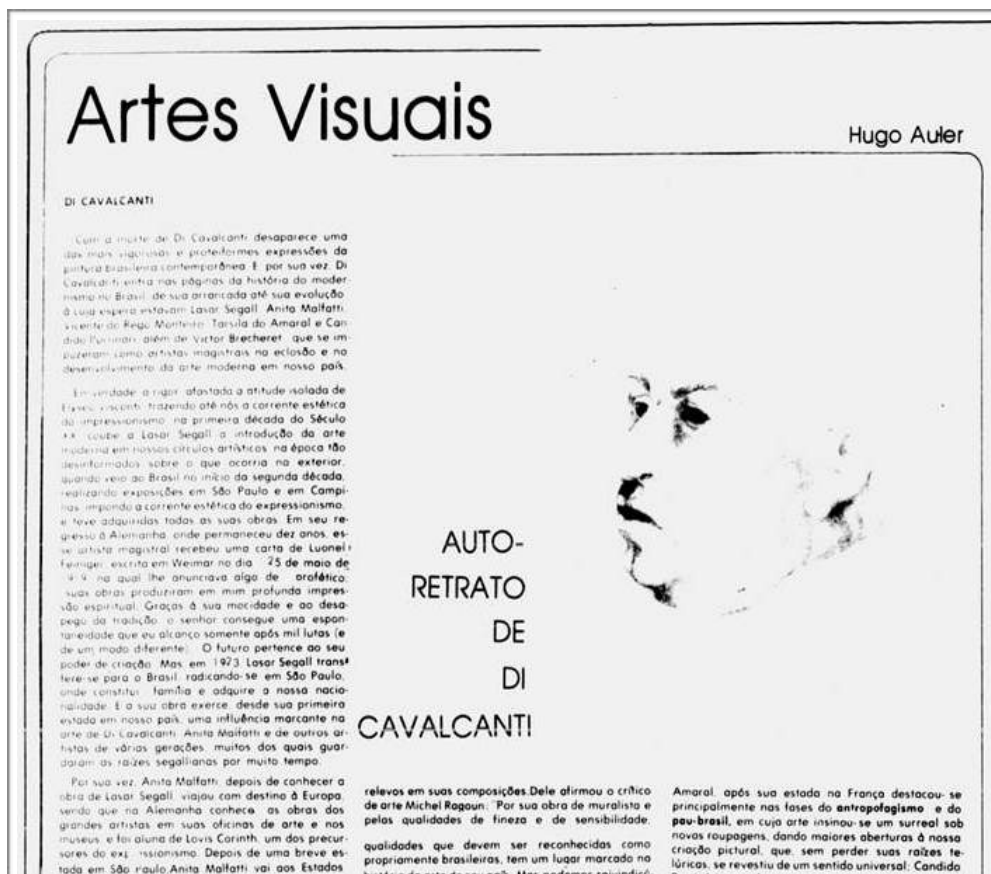 Artes Visuais
Hugo Auler
DI CAVALCANTI
Com a morte de Di Cavalcanti desaparece uma
das mais vigorosas e proteiformes expressões da
pintura brasileira contemporânea E por sua vez Di
Cavalcanti entra nas páginas da história do moder-
nismo no Brasil de sua arrancada até sua evolução
à cuja espera estavam Lasar Segall Anita Malfatti
Vicente do Rego Monteiro Tarsila do Amaral e Can
dido Portinari além de Victor Brecheret que se im-
puzeram como artistas magistrais na eclosão e no
desenvolvimento da arte moderna em nosso país.
Em verdade a rigor afastada a atitude isolada de
Eliseu Visconti trazendo até nós a corrente estética
do impressionismo na primeira década do Século
coube a Lasar Segall a introdução da arte
moderna em nossos círculos artísticos na época tão
desinformados sobre o que ocorria no exterior,
quando veio ao Brasil no início da segunda década,
realizando exposições em São Paulo e em Campi-
nas impondo a corrente estética do expressionismo,
e teve adquiridas todas as suas obras Em seu re-
gresso à Alemanha, onde permaneceu dez anos, es-
se artista magistral recebeu uma carta de Luonel
Feiniger escrita em Weimar no dia 25 de maio de
na qual lhe anunciava algo de profético:
suas obras produziram em mim profunda impres-
são espiritual. Graças à sua mocidade e ao desa-
pego da tradição o senhor consegue uma espon-
taneidade que eu alcanço somente após mil lutas (e
de um modo diferente) O futuro pertence ao seu
poder de criação Mas em 1923 Lasar Segall trans
fere-se para o Brasil radicando-se em São Paulo,
onde constitui família e adquire a nossa nacio-
nalidade E a sua obra exerce, desde sua primeira
estada em nosso país, uma influência marcante na
arte de Di Cavalcanti Anita Malfatti e de outros ar-
tistas de várias gerações, muitos dos quais guar-
daram as raízes segallianas por muito tempo.
Por sua vez, Anita Malfatti depois de conhecer a
obra de Lasar Segall, viajou com destino à Europa,
sendo que na Alemanha conhece as obras dos
grandes artistas em suas oficinas de arte e nos
museus e foi aluna de Lovis Corinth, um dos precur-
sores do expressionismo. Depois de uma breve es-
tada em São Paulo Anita Malfatti vai aos Estados
AUTO-
RETRATO
DE
DI
CAVALCANTI
relevos em suas composições.Dele afirmou o crítico
de arte Michel Ragoun: "Por sua obra de muralista e
pelas qualidades de fineza e de sensibilidade,
qualidades que devem ser reconhecidas como
propriamente brasileiras, tem um lugar marcado na
história da arte do seu país. Mas podemos reivindicá
Amaral, após sua estada na França destacou-se
principalmente nas fases do antropofagismo e do
pau-brasil, em cuja arte insinou-se um surreal sob
novas roupagens, dando maiores aberturas à nossa
criação pictural, que, sem perder suas raízes te-
lúricas, se revestiu de um sentido universal; Candido